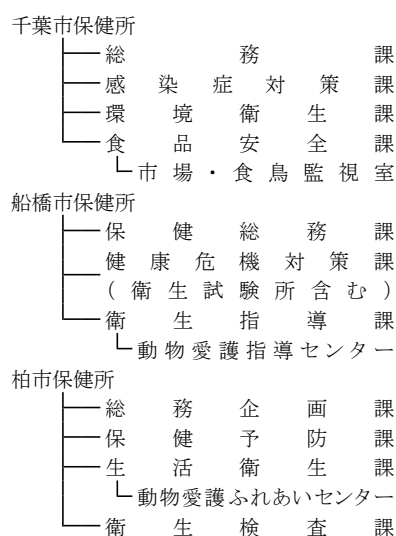 千葉市保健所
総務課
感染症対策課
環境衛生課
食品安全課
市場・食鳥監視室
船橋市保健所
保健総務課
健康危機対策課
(衛生試験所含む)
衛生指導課
動物愛護指導センター
柏市保健所
総務企画課
保健予防課
生活衛生課
動物愛護ふれあいセンター
衛生検査課